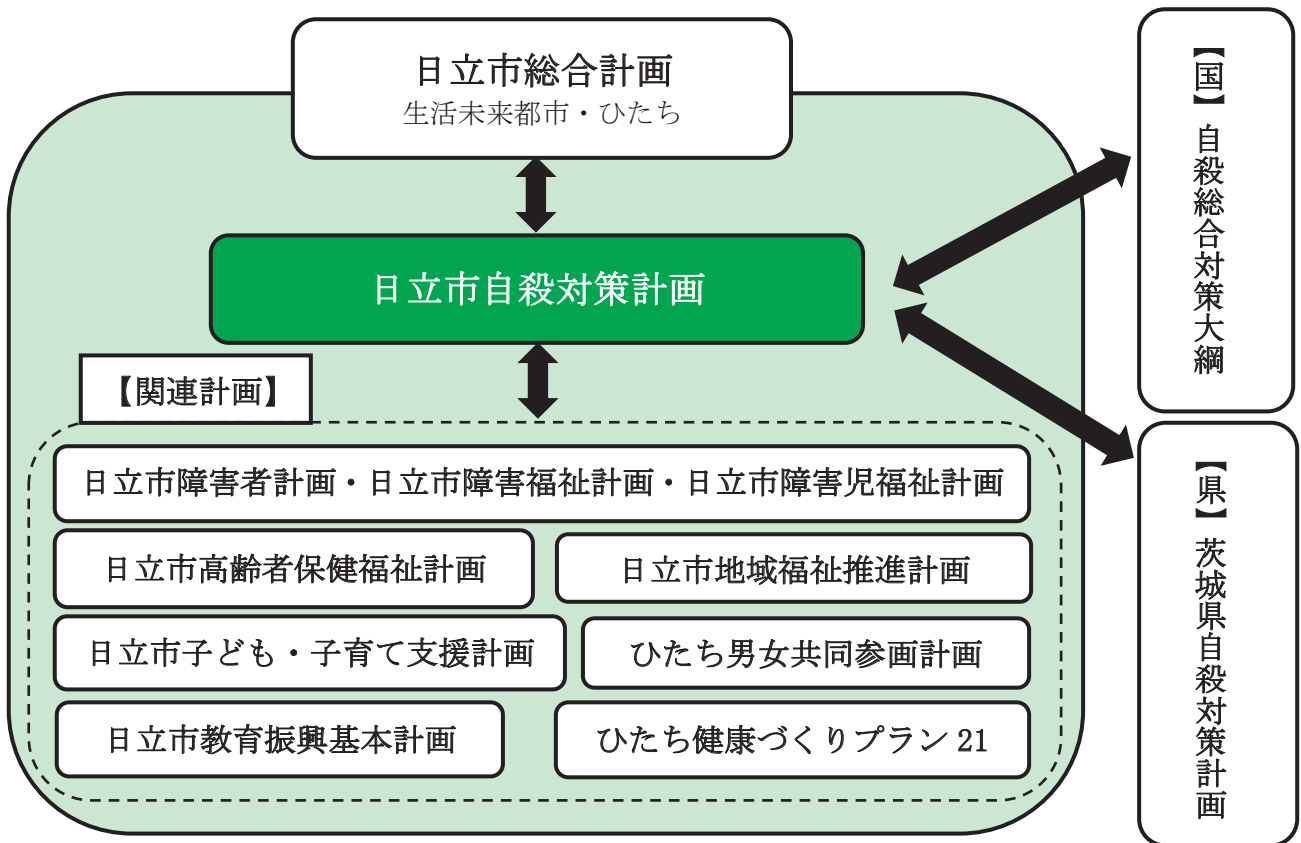 日立市総合計画
生活未来都市・ひたち
日立市自殺対策計画
【関連計画】
日立市障害者計画・日立市障害福祉計画・日立市障害児福祉計画
日立市高齢者保健福祉計画
日立市地域福祉推進計画
日立市子ども・子育て支援計画
ひたち男女共同参画計画
日立市教育振興基本計画
ひたち健康づくりプラン 21
【国】自殺総合対策大綱
【県】茨城県自殺対策計画